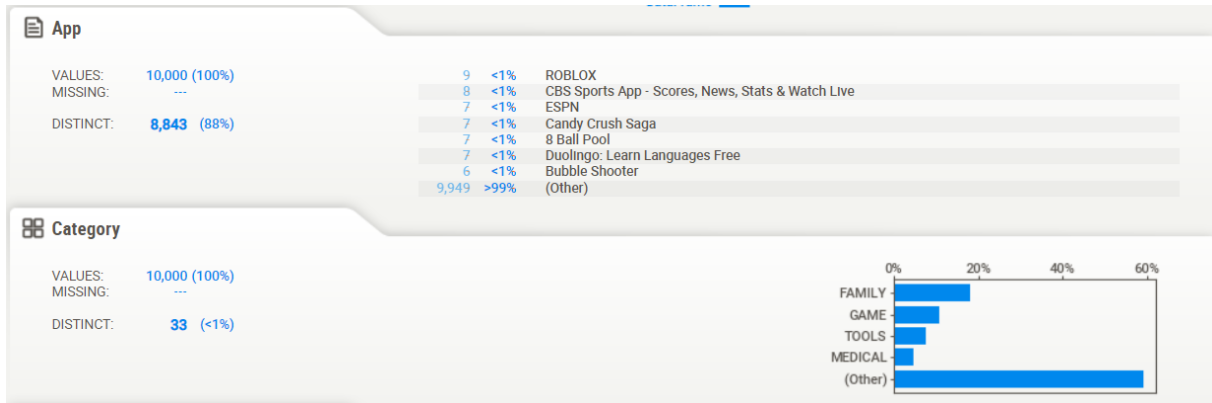 App
VALUES: 10,000 (100%)
MISSING: ---
DISTINCT: 8,843 (88%)
9 <1% ROBLOX
8 <1% CBS Sports App - Scores, News, Stats & Watch Live
7 <1% ESPN
7 <1% Candy Crush Saga
7 <1% 8 Ball Pool
7 <1% Duolingo: Learn Languages Free
6 <1% Bubble Shooter
9,949 >99% (Other)
Category
VALUES: 10,000 (100%)
MISSING: ---
DISTINCT: 33 (<1%)
0% 20% 40% 60%
FAMILY
GAME
TOOLS
MEDICAL
(Other)